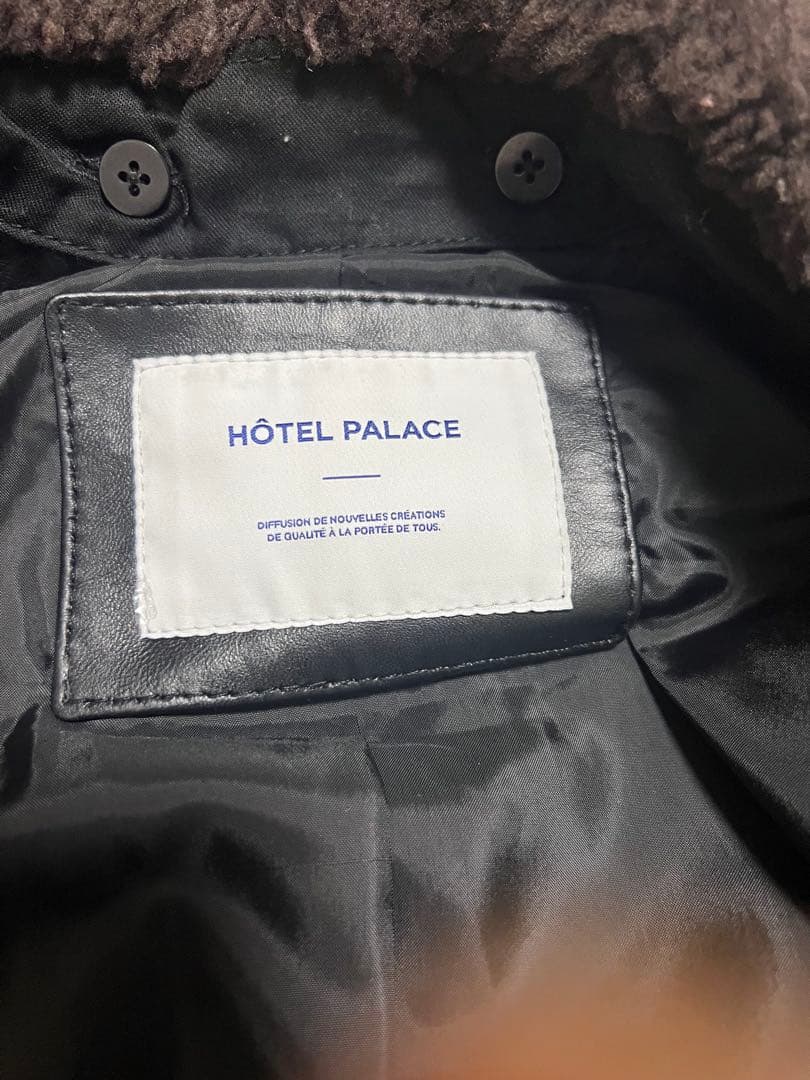 HÔTEL PALACE
DIFFUSION DE NOUVELLES CRÉATIONS
DE QUALITÉ À LA PORTÉE DE TOUS.